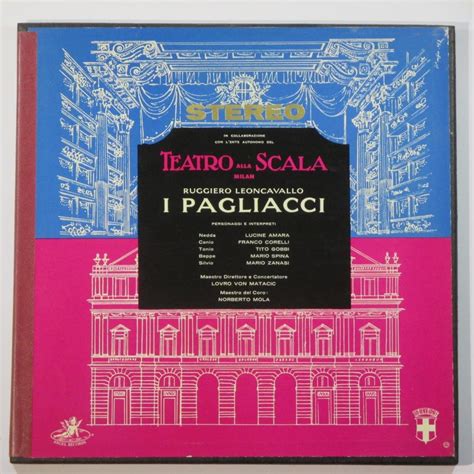 STEREO
IN COLLABORAZIONE
CON L'ENTE AUTONOMO DEL
TEATRO ALLA SCALA
MILAN
RUGGIERO LEONCAVALLO
I PAGLIACCI
PERSONAGGI E INTERPRETI
Nedda LUCINE AMARA
Canio FRANCO CORELLI
Tonio TITO GOBBI
Beppe MARIO SPINA
Silvio MARIO ZANASI
Maestro Direttore e Concertatore
LOVRO VON MATACIC
Maestro del Coro:
NORBERTO MOLA
ANGEL RECORDS